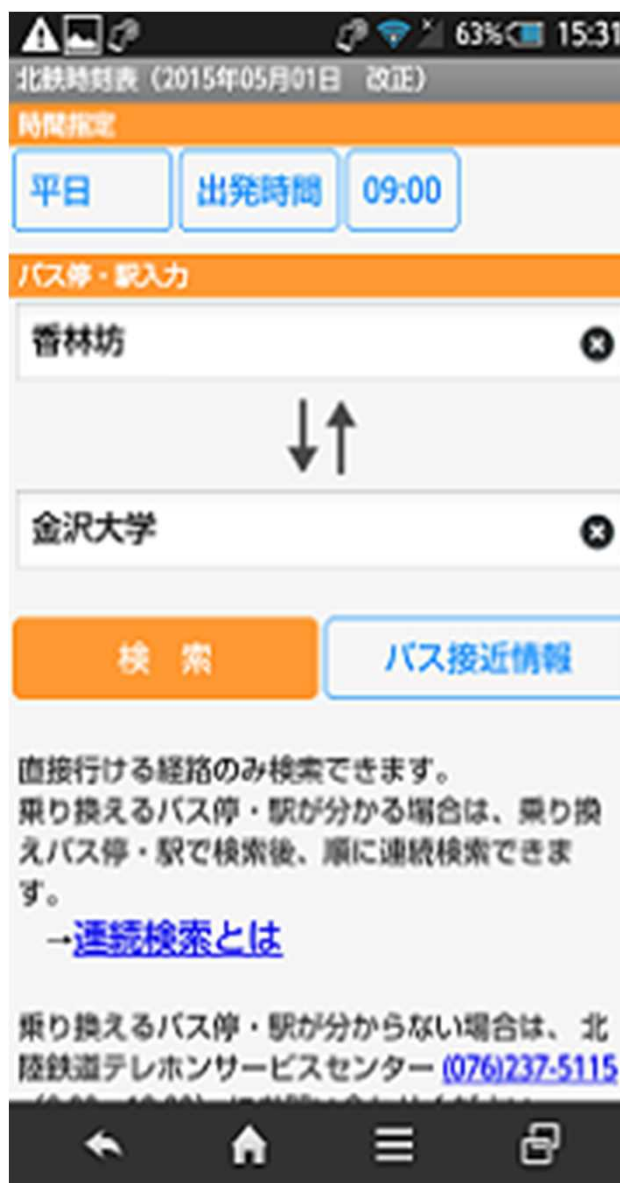 63% 15:31
北鉄時刻表（2015年05月01日　改正）
時間指定
平日 出発時間 09:00
バス停・駅入力
香林坊
金沢大学
検　索 バス接近情報
直接行ける経路のみ検索できます。
乗り換えるバス停・駅が分かる場合は、乗り換
えバス停・駅で検索後、順に連続検索できま
す。
→連続検索とは
乗り換えるバス停・駅が分からない場合は、 北
陸鉄道テレホンサービスセンター (076)237-5115